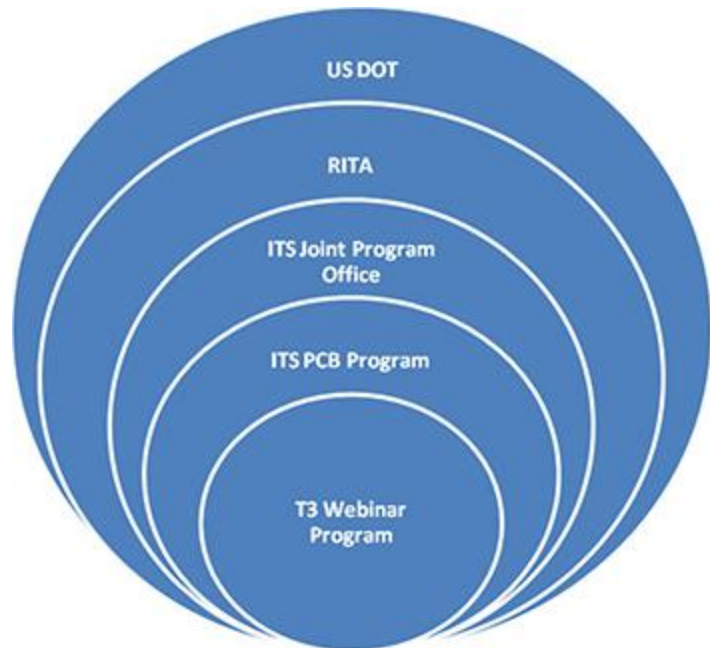 US DOT
RITA
ITS Joint Program
Office
ITS PCB Program
T3 Webinar
Program